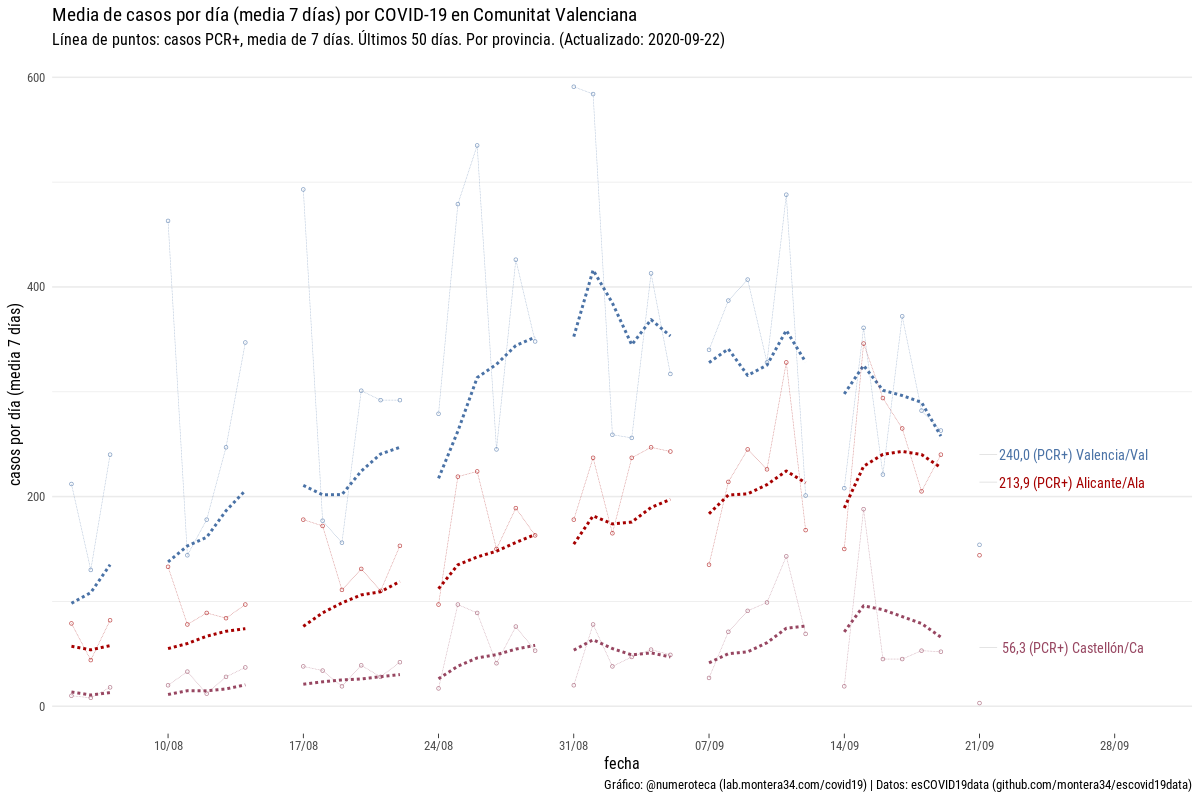 Media de casos por día (media 7 días) por COVID-19 en Comunitat Valenciana
Línea de puntos: casos PCR+, media de 7 días. Últimos 50 días. Por provincia. (Actualizado: 2020-09-22)
casos por día (media 7 días)
600
400
200
0
240,0 (PCR+) Valencia/Val
213,9 (PCR+) Alicante/Ala
56,3 (PCR+) Castellón/Ca
10/08
17/08
24/08
31/08
07/09
14/09
21/09
28/09
fecha
Gráfico: @numeroteca (lab.montera34.com/covid19) | Datos: esCOVID19data (github.com/montera34/escovid19data)